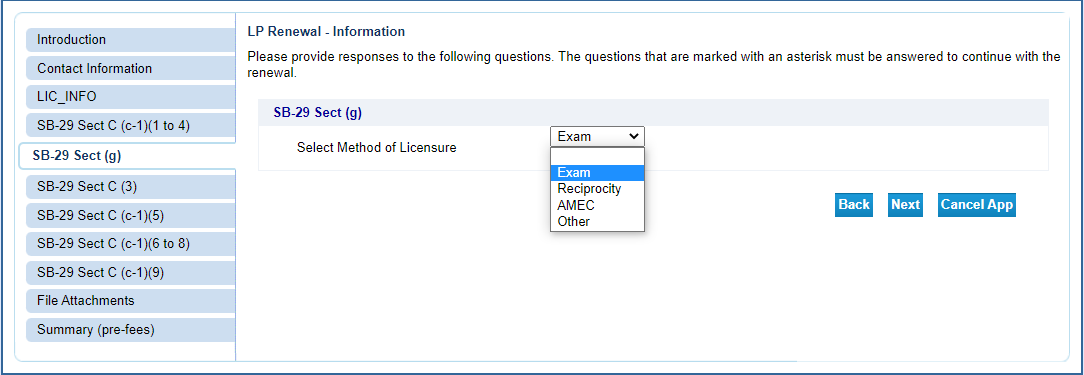 Introduction
Contact Information
LIC_INFO
SB-29 Sect C (c-1)(1 to 4)
SB-29 Sect (g)
SB-29 Sect C (3)
SB-29 Sect C (c-1)(5)
SB-29 Sect C (c-1)(6 to 8)
SB-29 Sect C (c-1)(9)
File Attachments
Summary (pre-fees)
LP Renewal - Information
Please provide responses to the following questions. The questions that are marked with an asterisk must be answered to continue with the
renewal.
SB-29 Sect (g)
Select Method of Licensure
Exam
Exam
Reciprocity
AMEC
Other
Back Next Cancel App